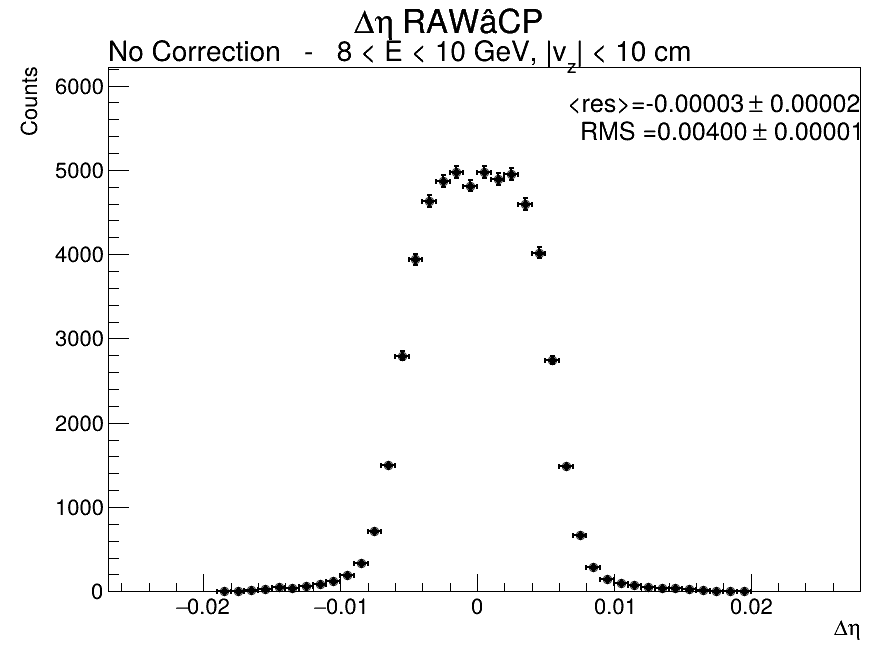 Δη RAWâCP
No Correction - 8 < E < 10 GeV, |v_z| < 10 cm
Counts
<res>=-0.00003 ± 0.00002
RMS =0.00400 ± 0.00001
6000
5000
4000
3000
2000
1000
0
−0.02
−0.01
0
0.01
0.02
Δη